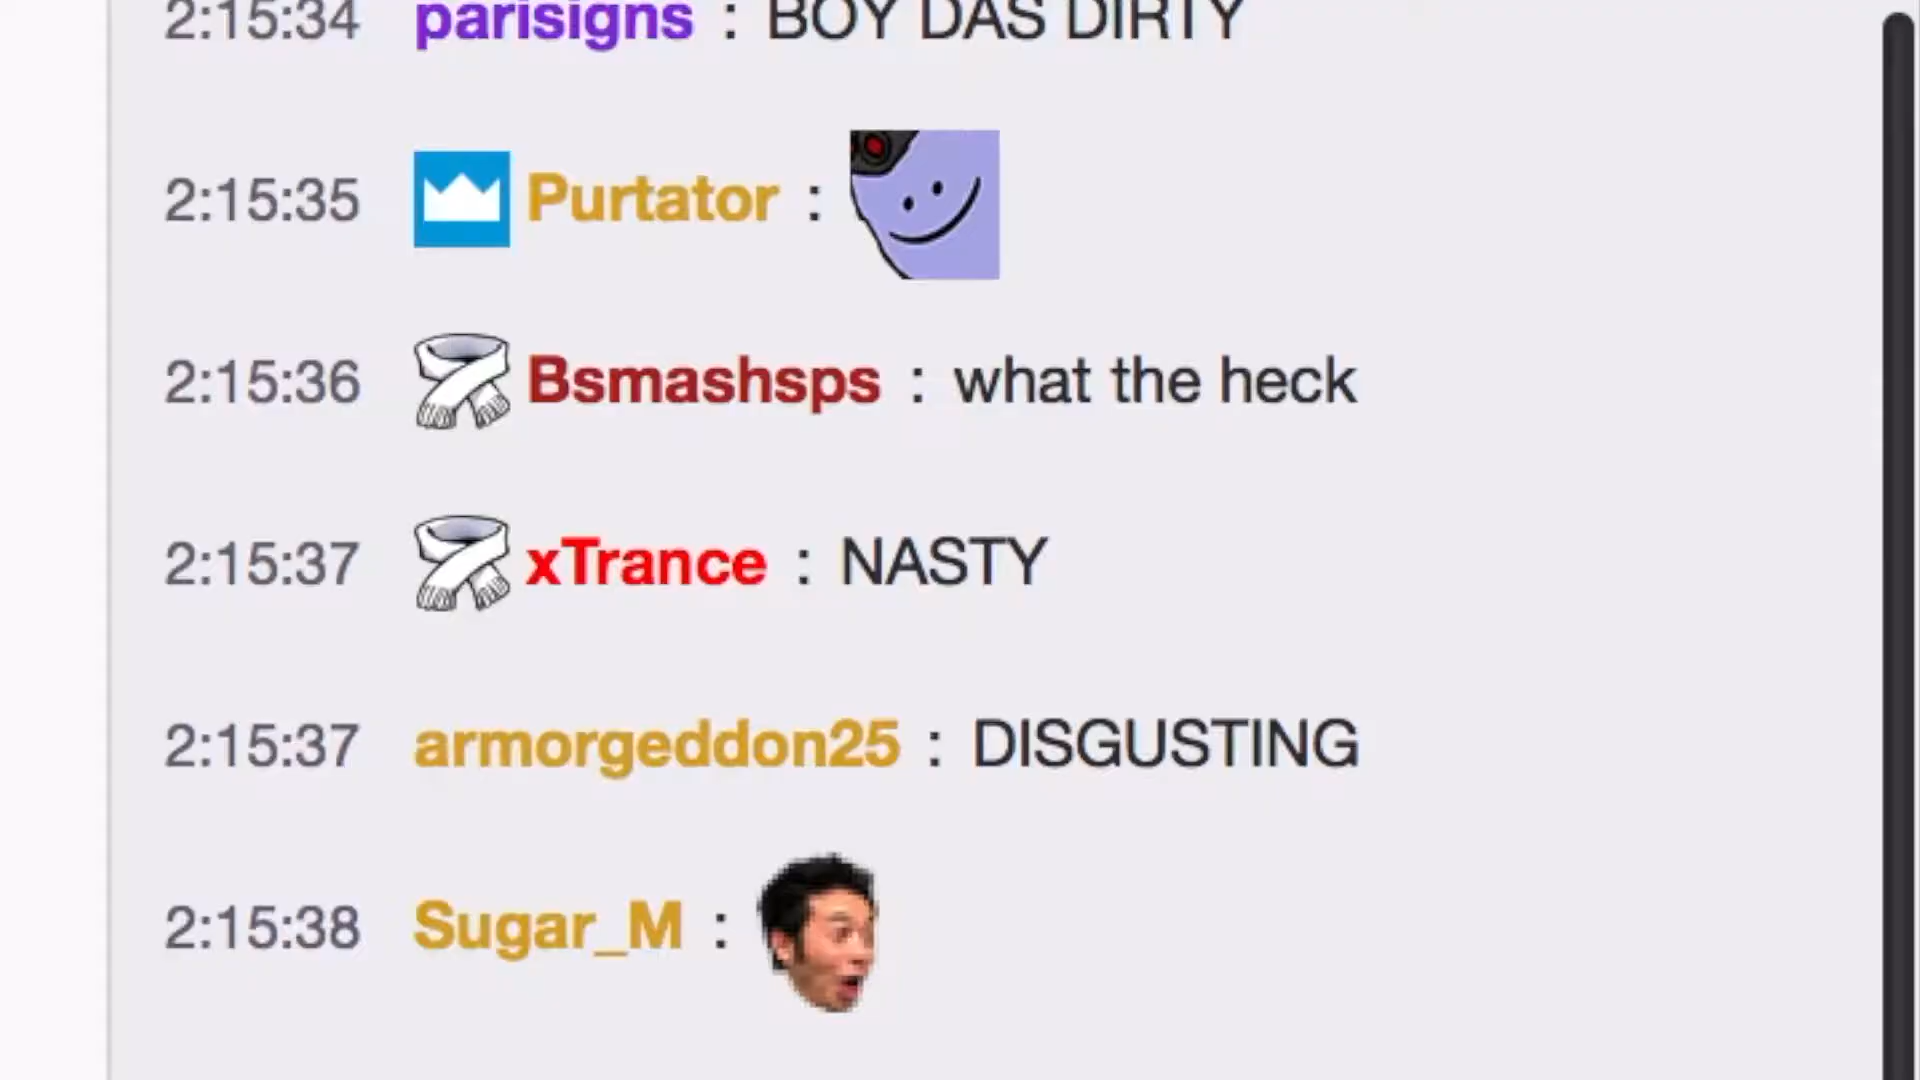 2:15:34 parisigns : BOY DAS DIRTY
2:15:35 Purtator :
2:15:36 Bsmashsps : what the heck
2:15:37 xTrance : NASTY
2:15:37 armorgeddon25 : DISGUSTING
2:15:38 Sugar_M :